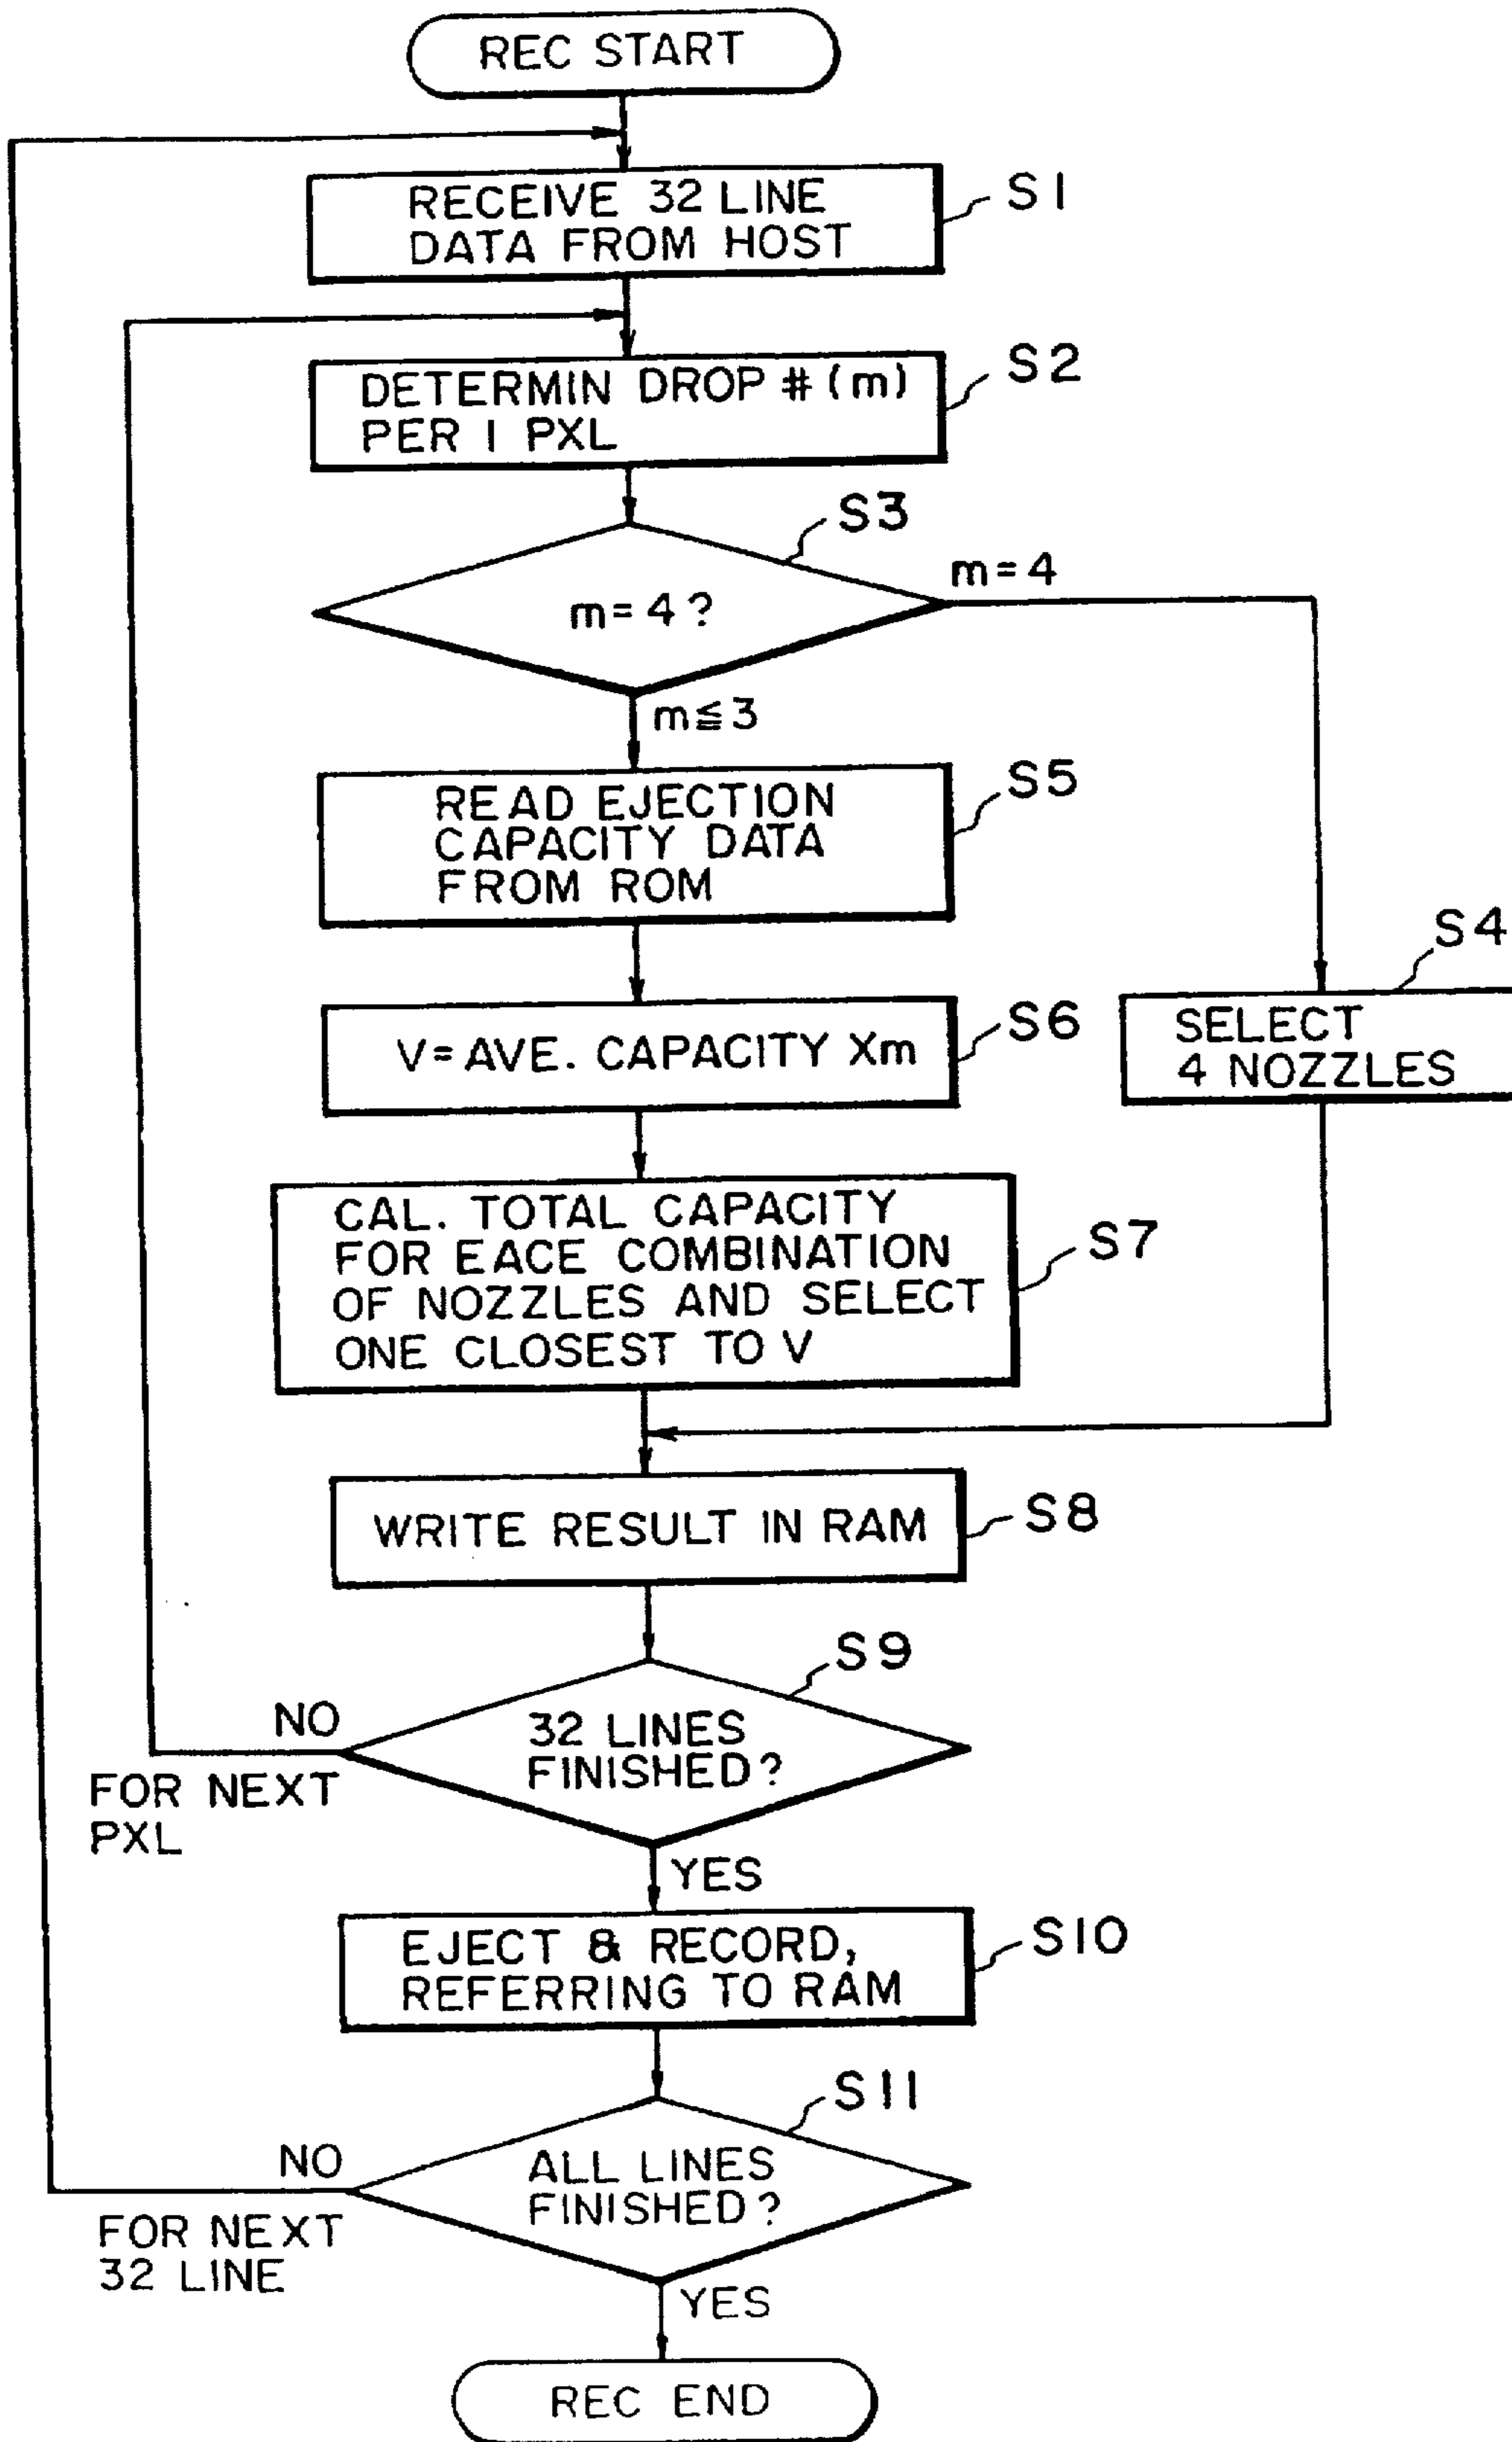 REC START
RECEIVE 32 LINE
DATA FROM HOST
S1
DETERMIN DROP # (m)
PER 1 PXL
S2
S3
m=4?
m=4
m≦3
READ EJECTION
CAPACITY DATA
FROM ROM
S5
S4
SELECT
4 NOZZLES
V=AVE. CAPACITY Xm
S6
CAL. TOTAL CAPACITY
FOR EACE COMBINATION
OF NOZZLES AND SELECT
ONE CLOSEST TO V
S7
WRITE RESULT IN RAM
S8
S9
32 LINES
FINISHED?
NO
FOR NEXT
PXL
YES
EJECT & RECORD,
REFERRING TO RAM
S10
S11
ALL LINES
FINISHED?
NO
FOR NEXT
32 LINE
YES
REC END